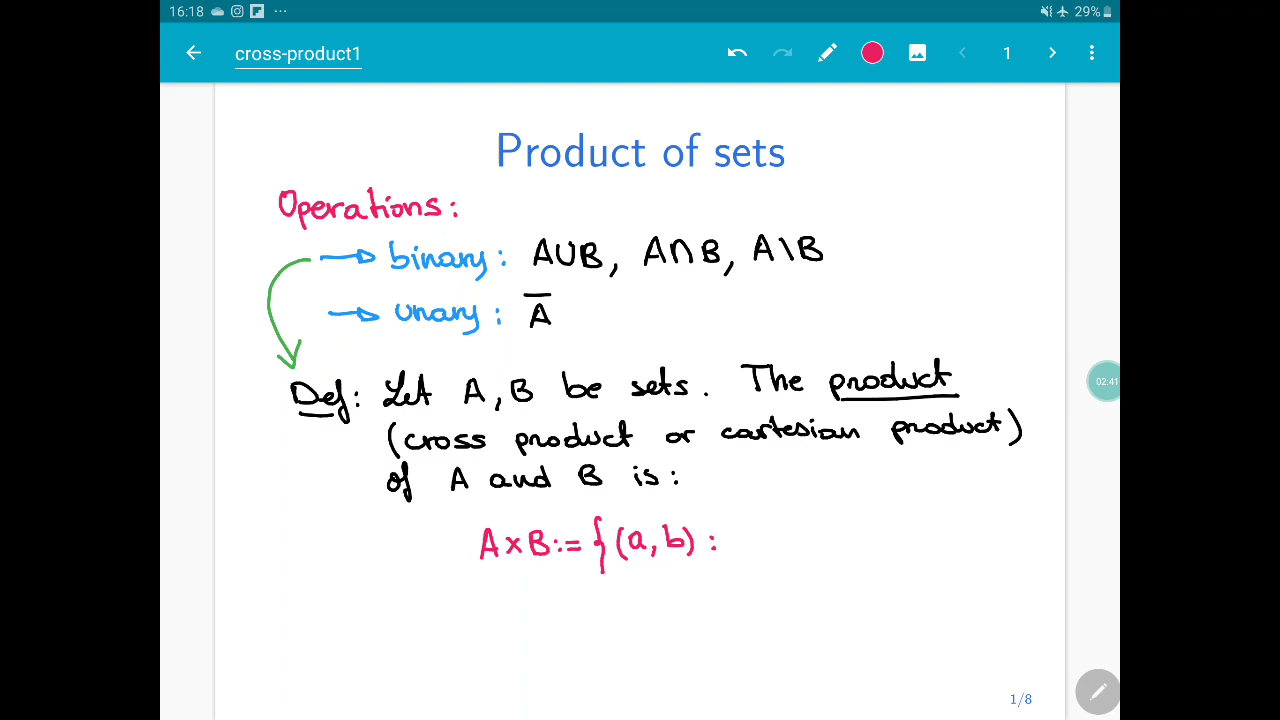 16:18 ... 29%
cross-product1 1
Product of sets
Operations:
binary: A∪B, A∩B, A\B
unary: A̅
Def: Let A, B be sets. The product
(cross product or cartesian product)
of A and B is:
A×B:={(a,b):
02:41
1/8